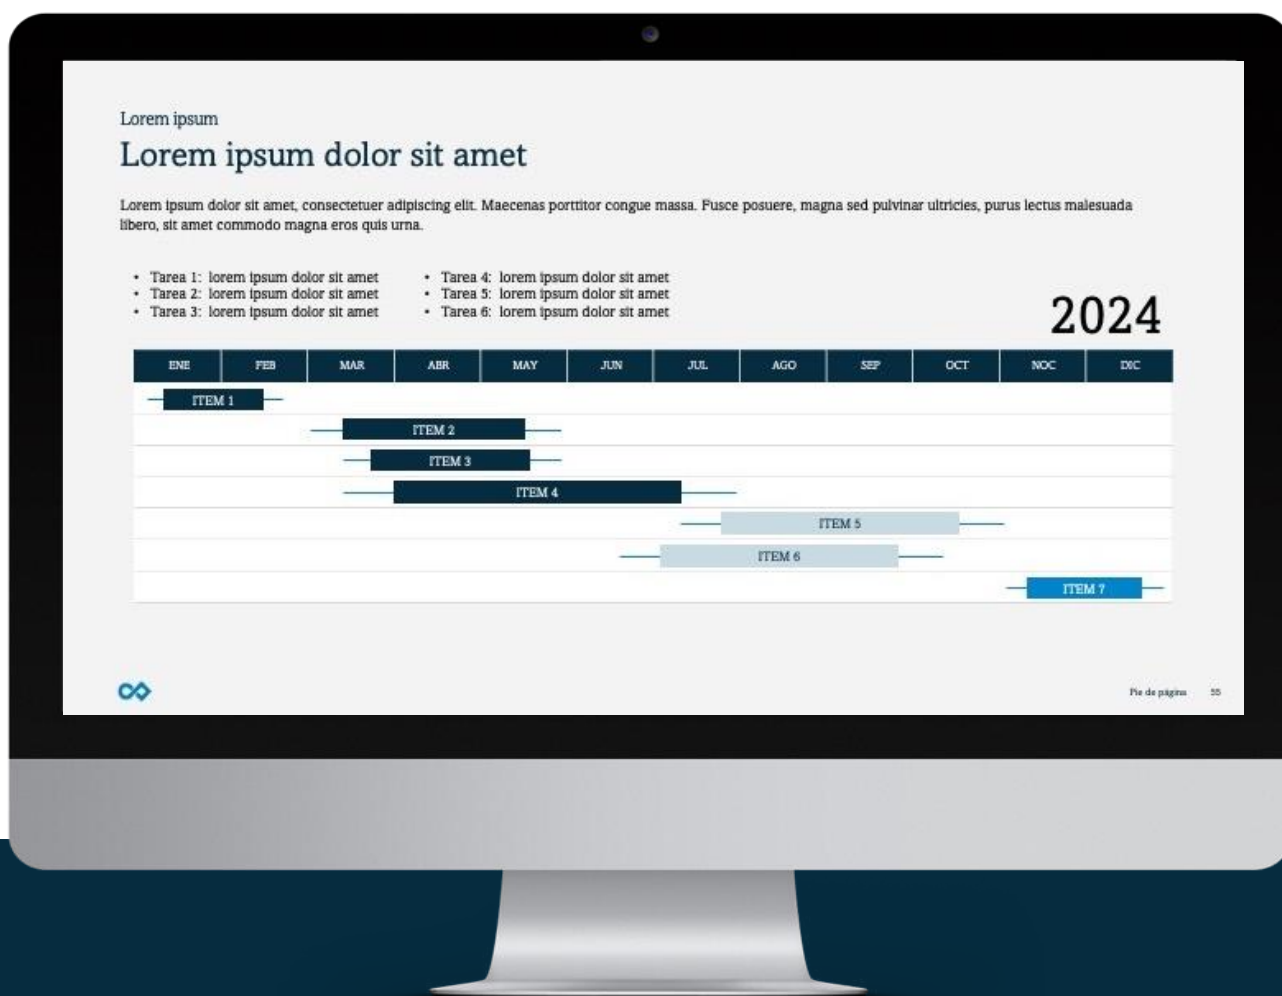 Lorem ipsum
Lorem ipsum dolor sit amet
Lorem ipsum dolor sit amet, consectetuer adipiscing elit. Maecenas porttitor congue massa. Fusce posuere, magna sed pulvinar ultricies, purus lectus malesuada
libero, sit amet commodo magna eros quis urna.
• Tarea 1: lorem ipsum dolor sit amet
• Tarea 2: lorem ipsum dolor sit amet
• Tarea 3: lorem ipsum dolor sit amet
• Tarea 4: lorem ipsum dolor sit amet
• Tarea 5: lorem ipsum dolor sit amet
• Tarea 6: lorem ipsum dolor sit amet
2024
ENE FEB MAR ABR MAY JUN JUL AGO SEP OCT NOC DIC
ITEM 1
ITEM 2
ITEM 3
ITEM 4
ITEM 5
ITEM 6
ITEM 7
Pie de página 55